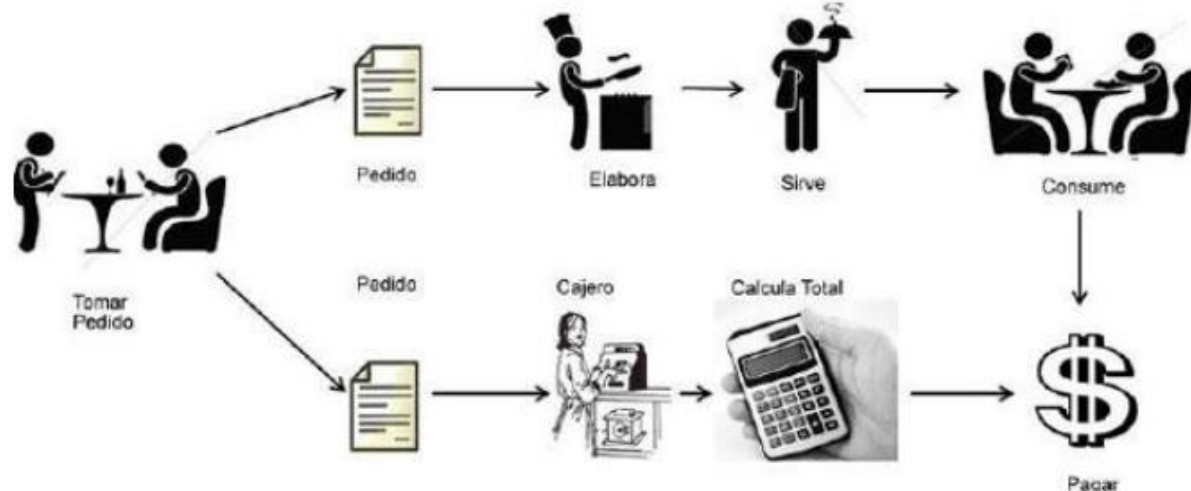 Pedido
Elabora
Sirve
Consume
Tomar
Pedido
Pedido
Cajero
Calcula Total
Pagar